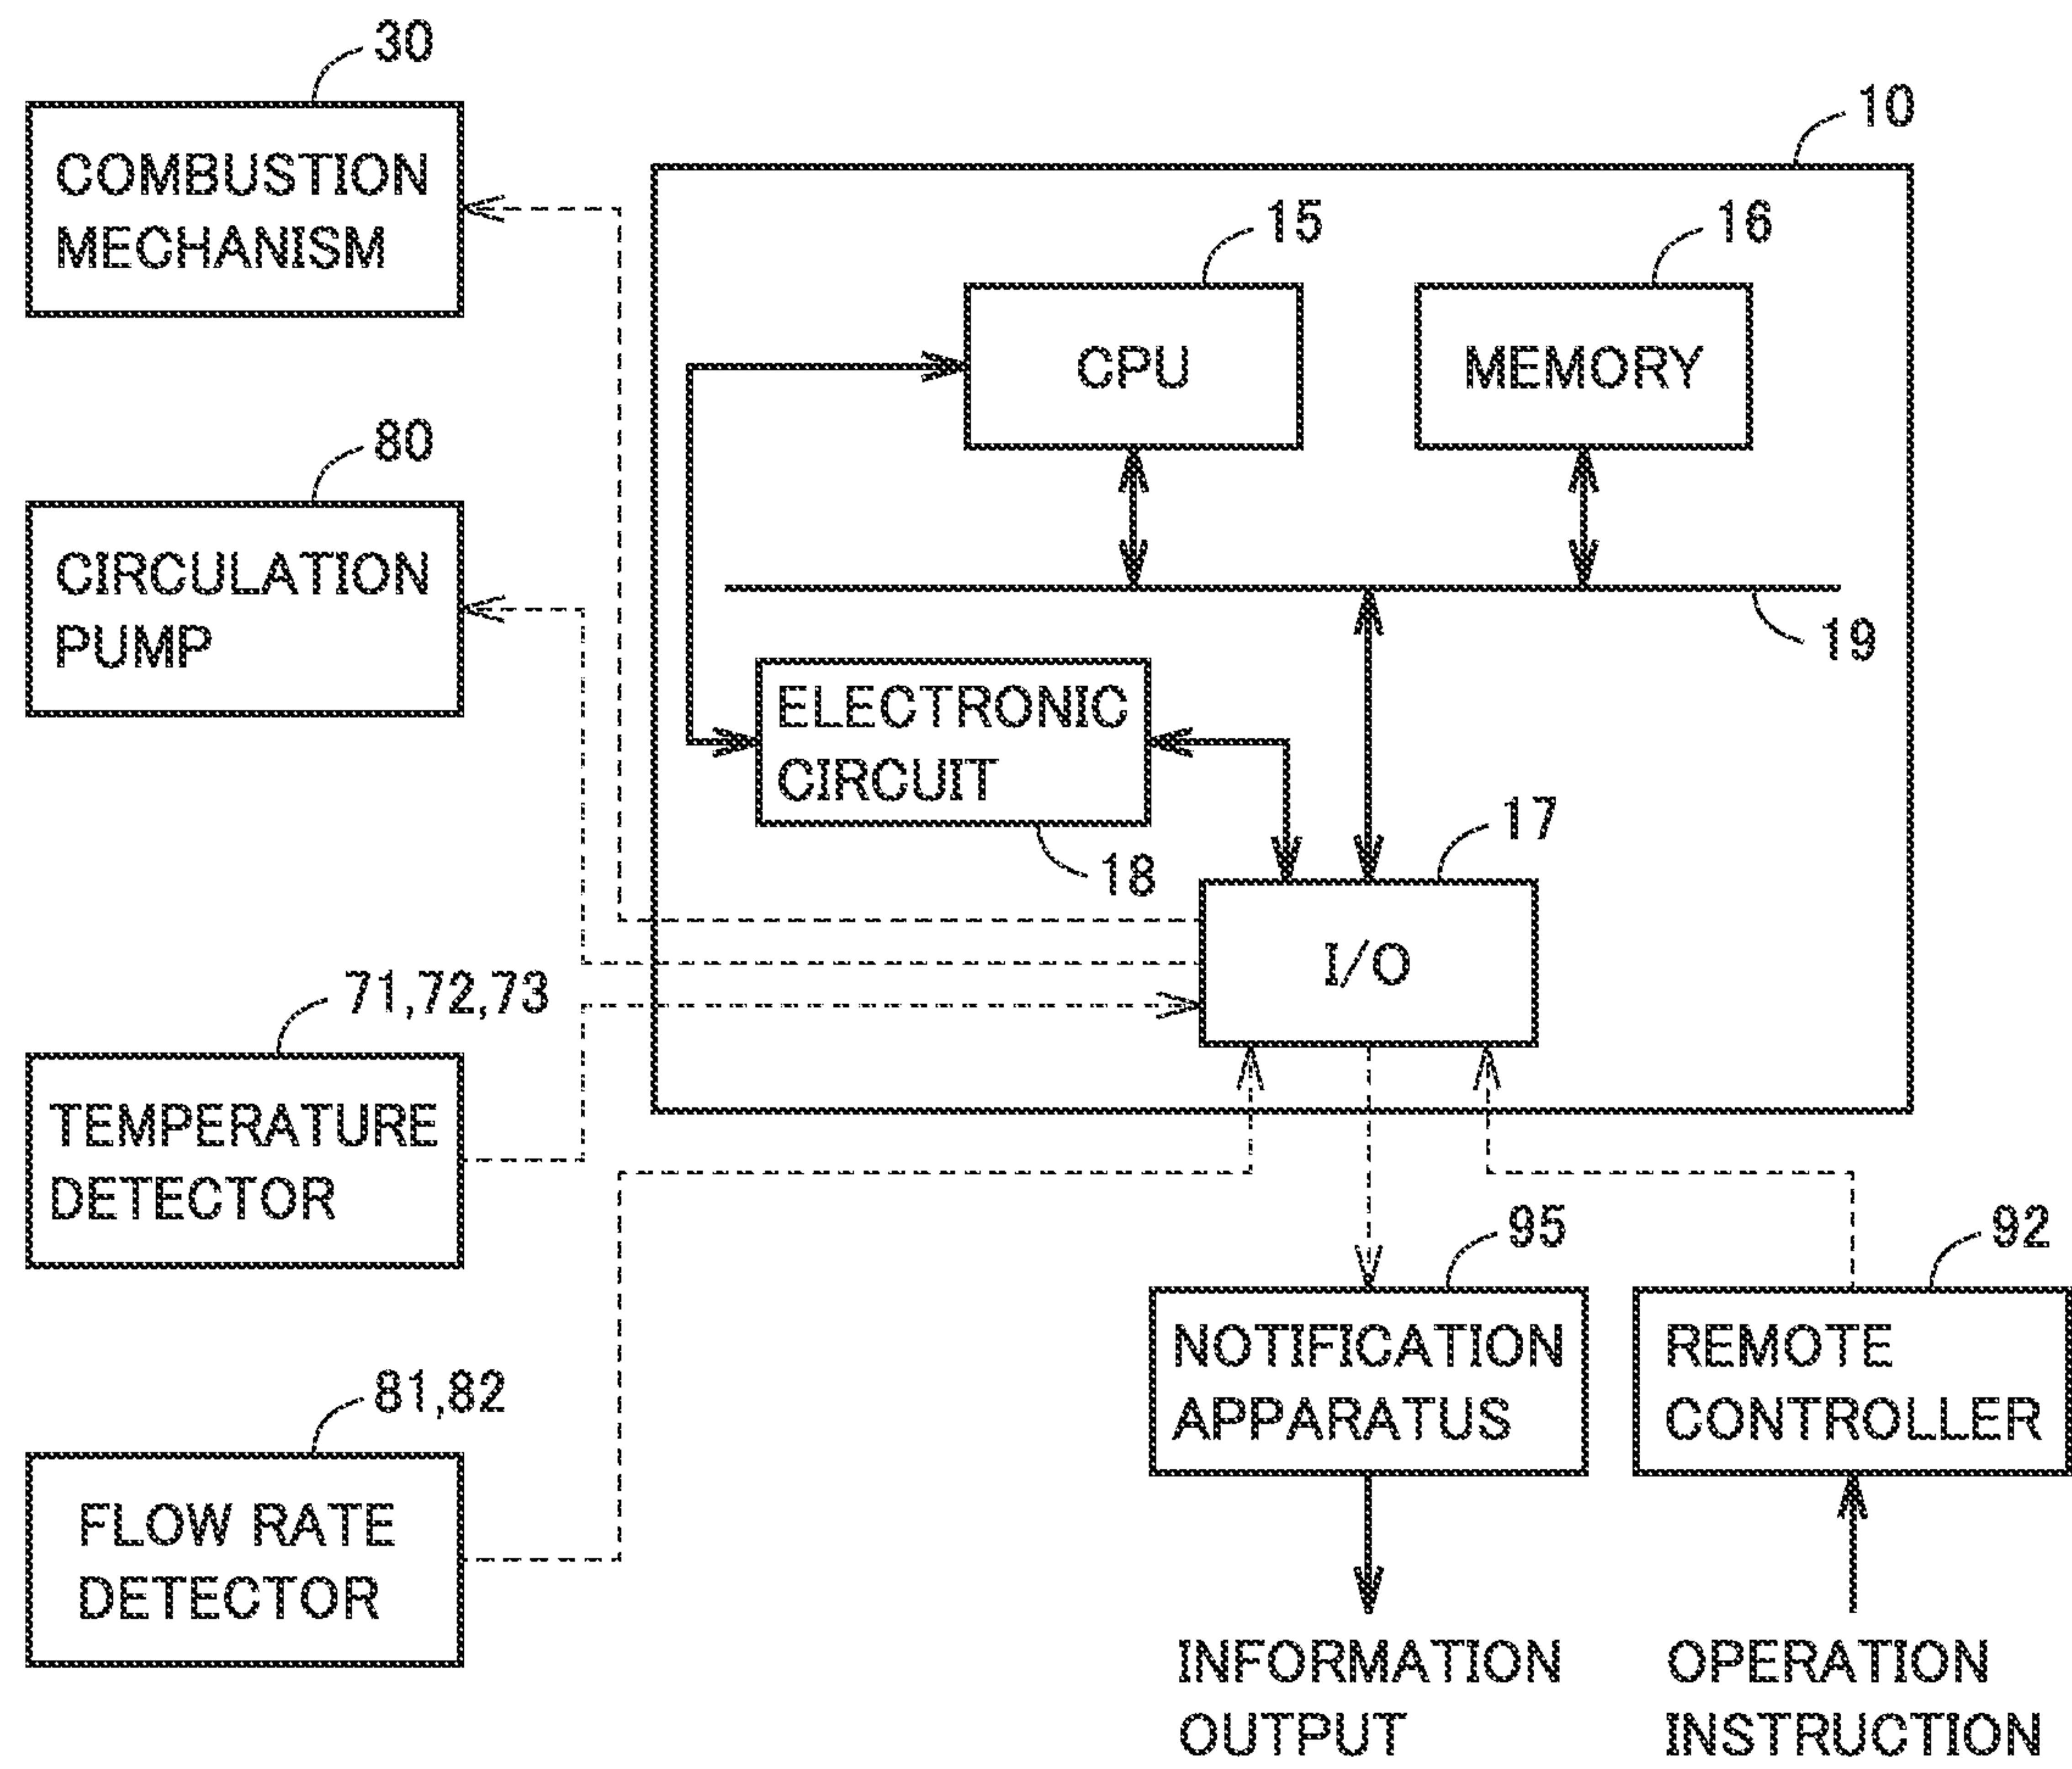 30
COMBUSTION
MECHANISM
10
15
CPU
16
MEMORY
80
CIRCULATION
PUMP
19
ELECTRONIC
CIRCUIT
18
17
I/O
71,72,73
TEMPERATURE
DETECTOR
81,82
FLOW RATE
DETECTOR
95
NOTIFICATION
APPARATUS
92
REMOTE
CONTROLLER
INFORMATION
OUTPUT
OPERATION
INSTRUCTION